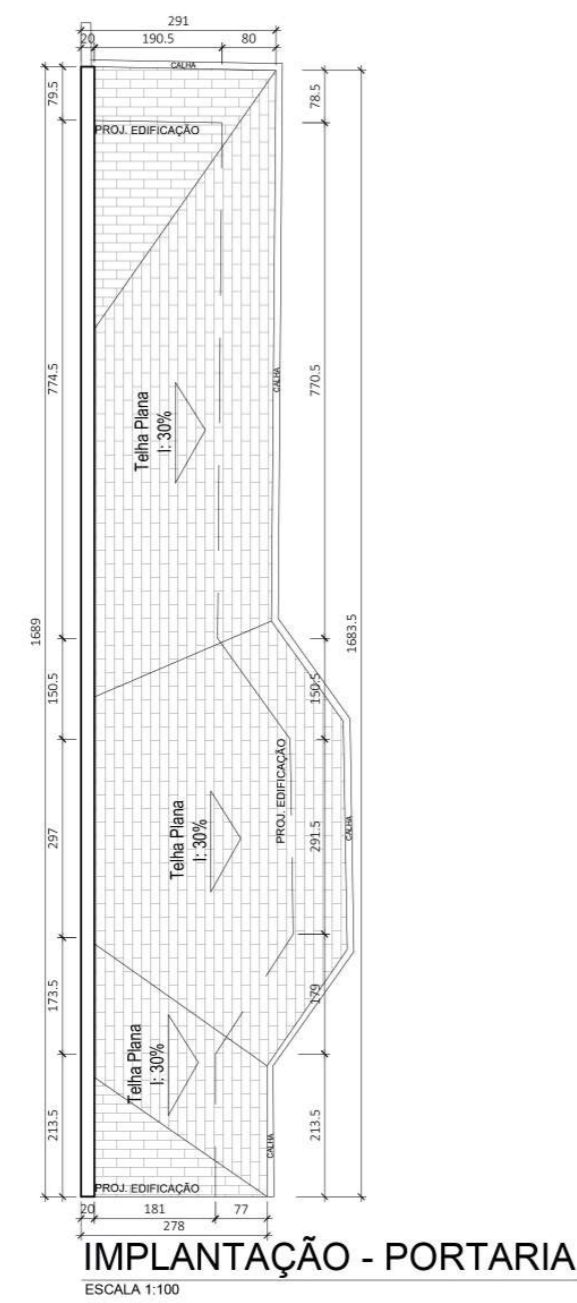 291
20 190.5 80
CALHA
79.5
78.5
PROJ. EDIFICAÇÃO
774.5
770.5
CALHA
Telha Plana
I: 30%
1689
1683.5
150.5
150.5
PROJ. EDIFICAÇÃO
Telha Plana
I: 30%
297
291.5
CALHA
173.5
179
Telha Plana
I: 30%
213.5
213.5
CALHA
PROJ. EDIFICAÇÃO
20 181 77
278
IMPLANTAÇÃO - PORTARIA
ESCALA 1:100